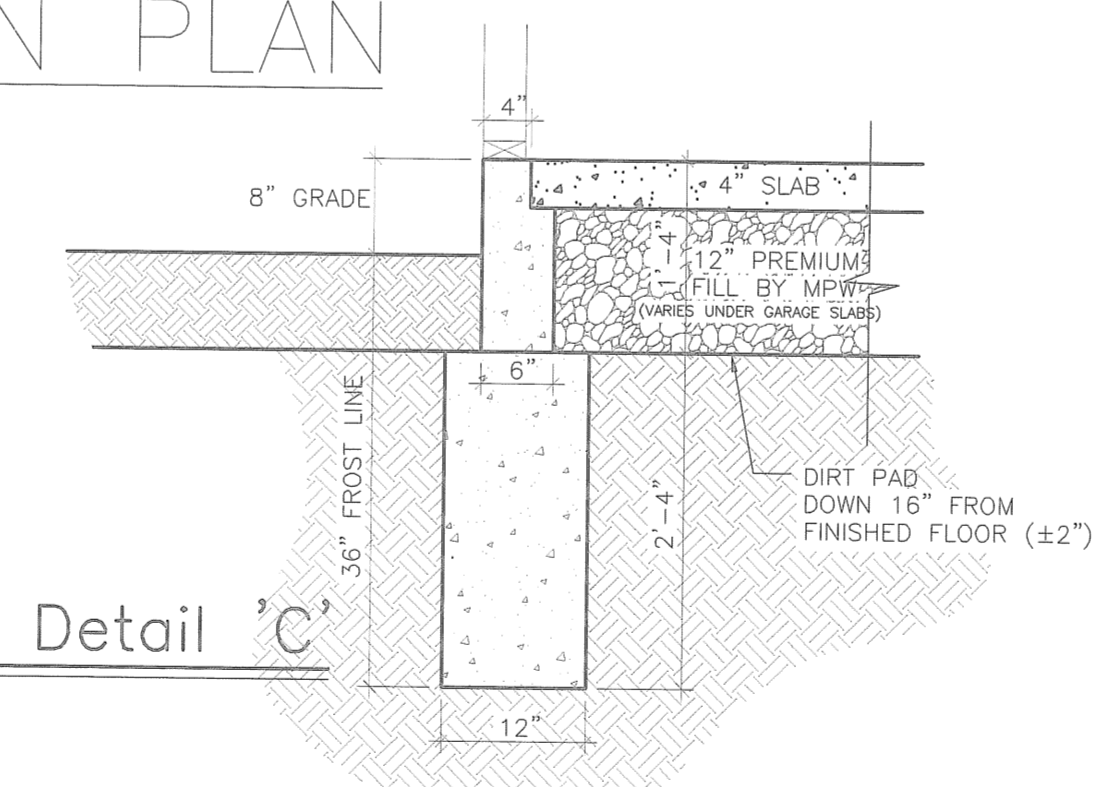 N PLAN
4"
8" GRADE
4" SLAB
1'-4"
12" PREMIUM
FILL BY MPW
(VARIES UNDER GARAGE SLABS)
6"
36" FROST LINE
2'-4"
DIRT PAD
DOWN 16" FROM
FINISHED FLOOR (±2")
Detail 'C'
12"